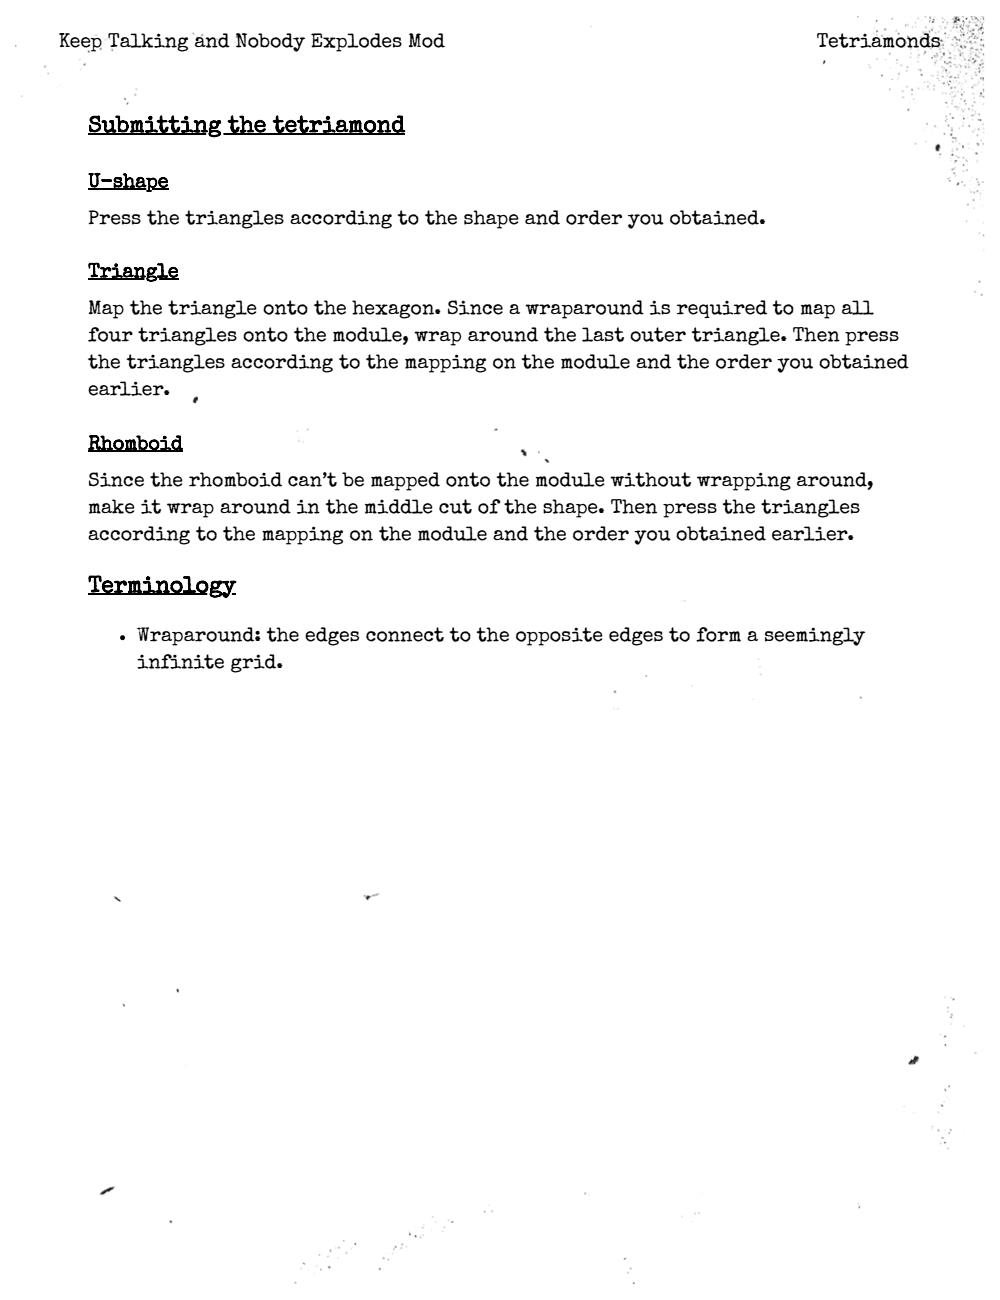 Keep Talking and Nobody Explodes Mod
Tetriamonds
Submitting the tetriamond
U-shape
Press the triangles according to the shape and order you obtained.
Triangle
Map the triangle onto the hexagon. Since a wraparound is required to map all
four triangles onto the module, wrap around the last outer triangle. Then press
the triangles according to the mapping on the module and the order you obtained
earlier.
Rhomboid
Since the rhomboid can't be mapped onto the module without wrapping around,
make it wrap around in the middle cut of the shape. Then press the triangles
according to the mapping on the module and the order you obtained earlier.
Terminology
• Wraparound: the edges connect to the opposite edges to form a seemingly
infinite grid.